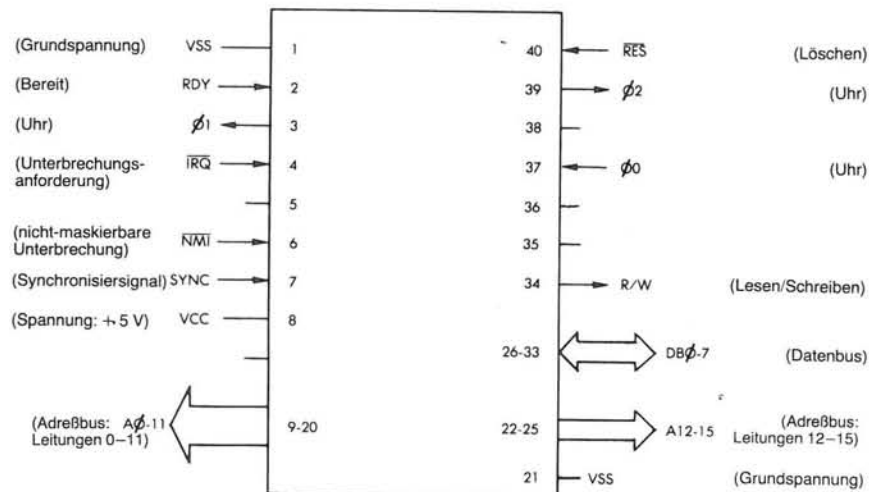 (Grundspannung) VSS 1
(Bereit) RDY 2
(Uhr) ø1 3
(Unterbrechungs-
anforderung) IRQ 4
5
(nicht-maskierbare
Unterbrechung) NMI 6
(Synchronisiersignal) SYNC 7
(Spannung: +5 V) VCC 8
(Adreßbus: Aø-11
Leitungen 0–11)
9-20
40 RES (Löschen)
39 ø2 (Uhr)
38
37 ø0 (Uhr)
36
35
34 R/W (Lesen/Schreiben)
26-33 DBø-7 (Datenbus)
22-25 A12-15 (Adreßbus:
Leitungen 12–15)
21 VSS (Grundspannung)